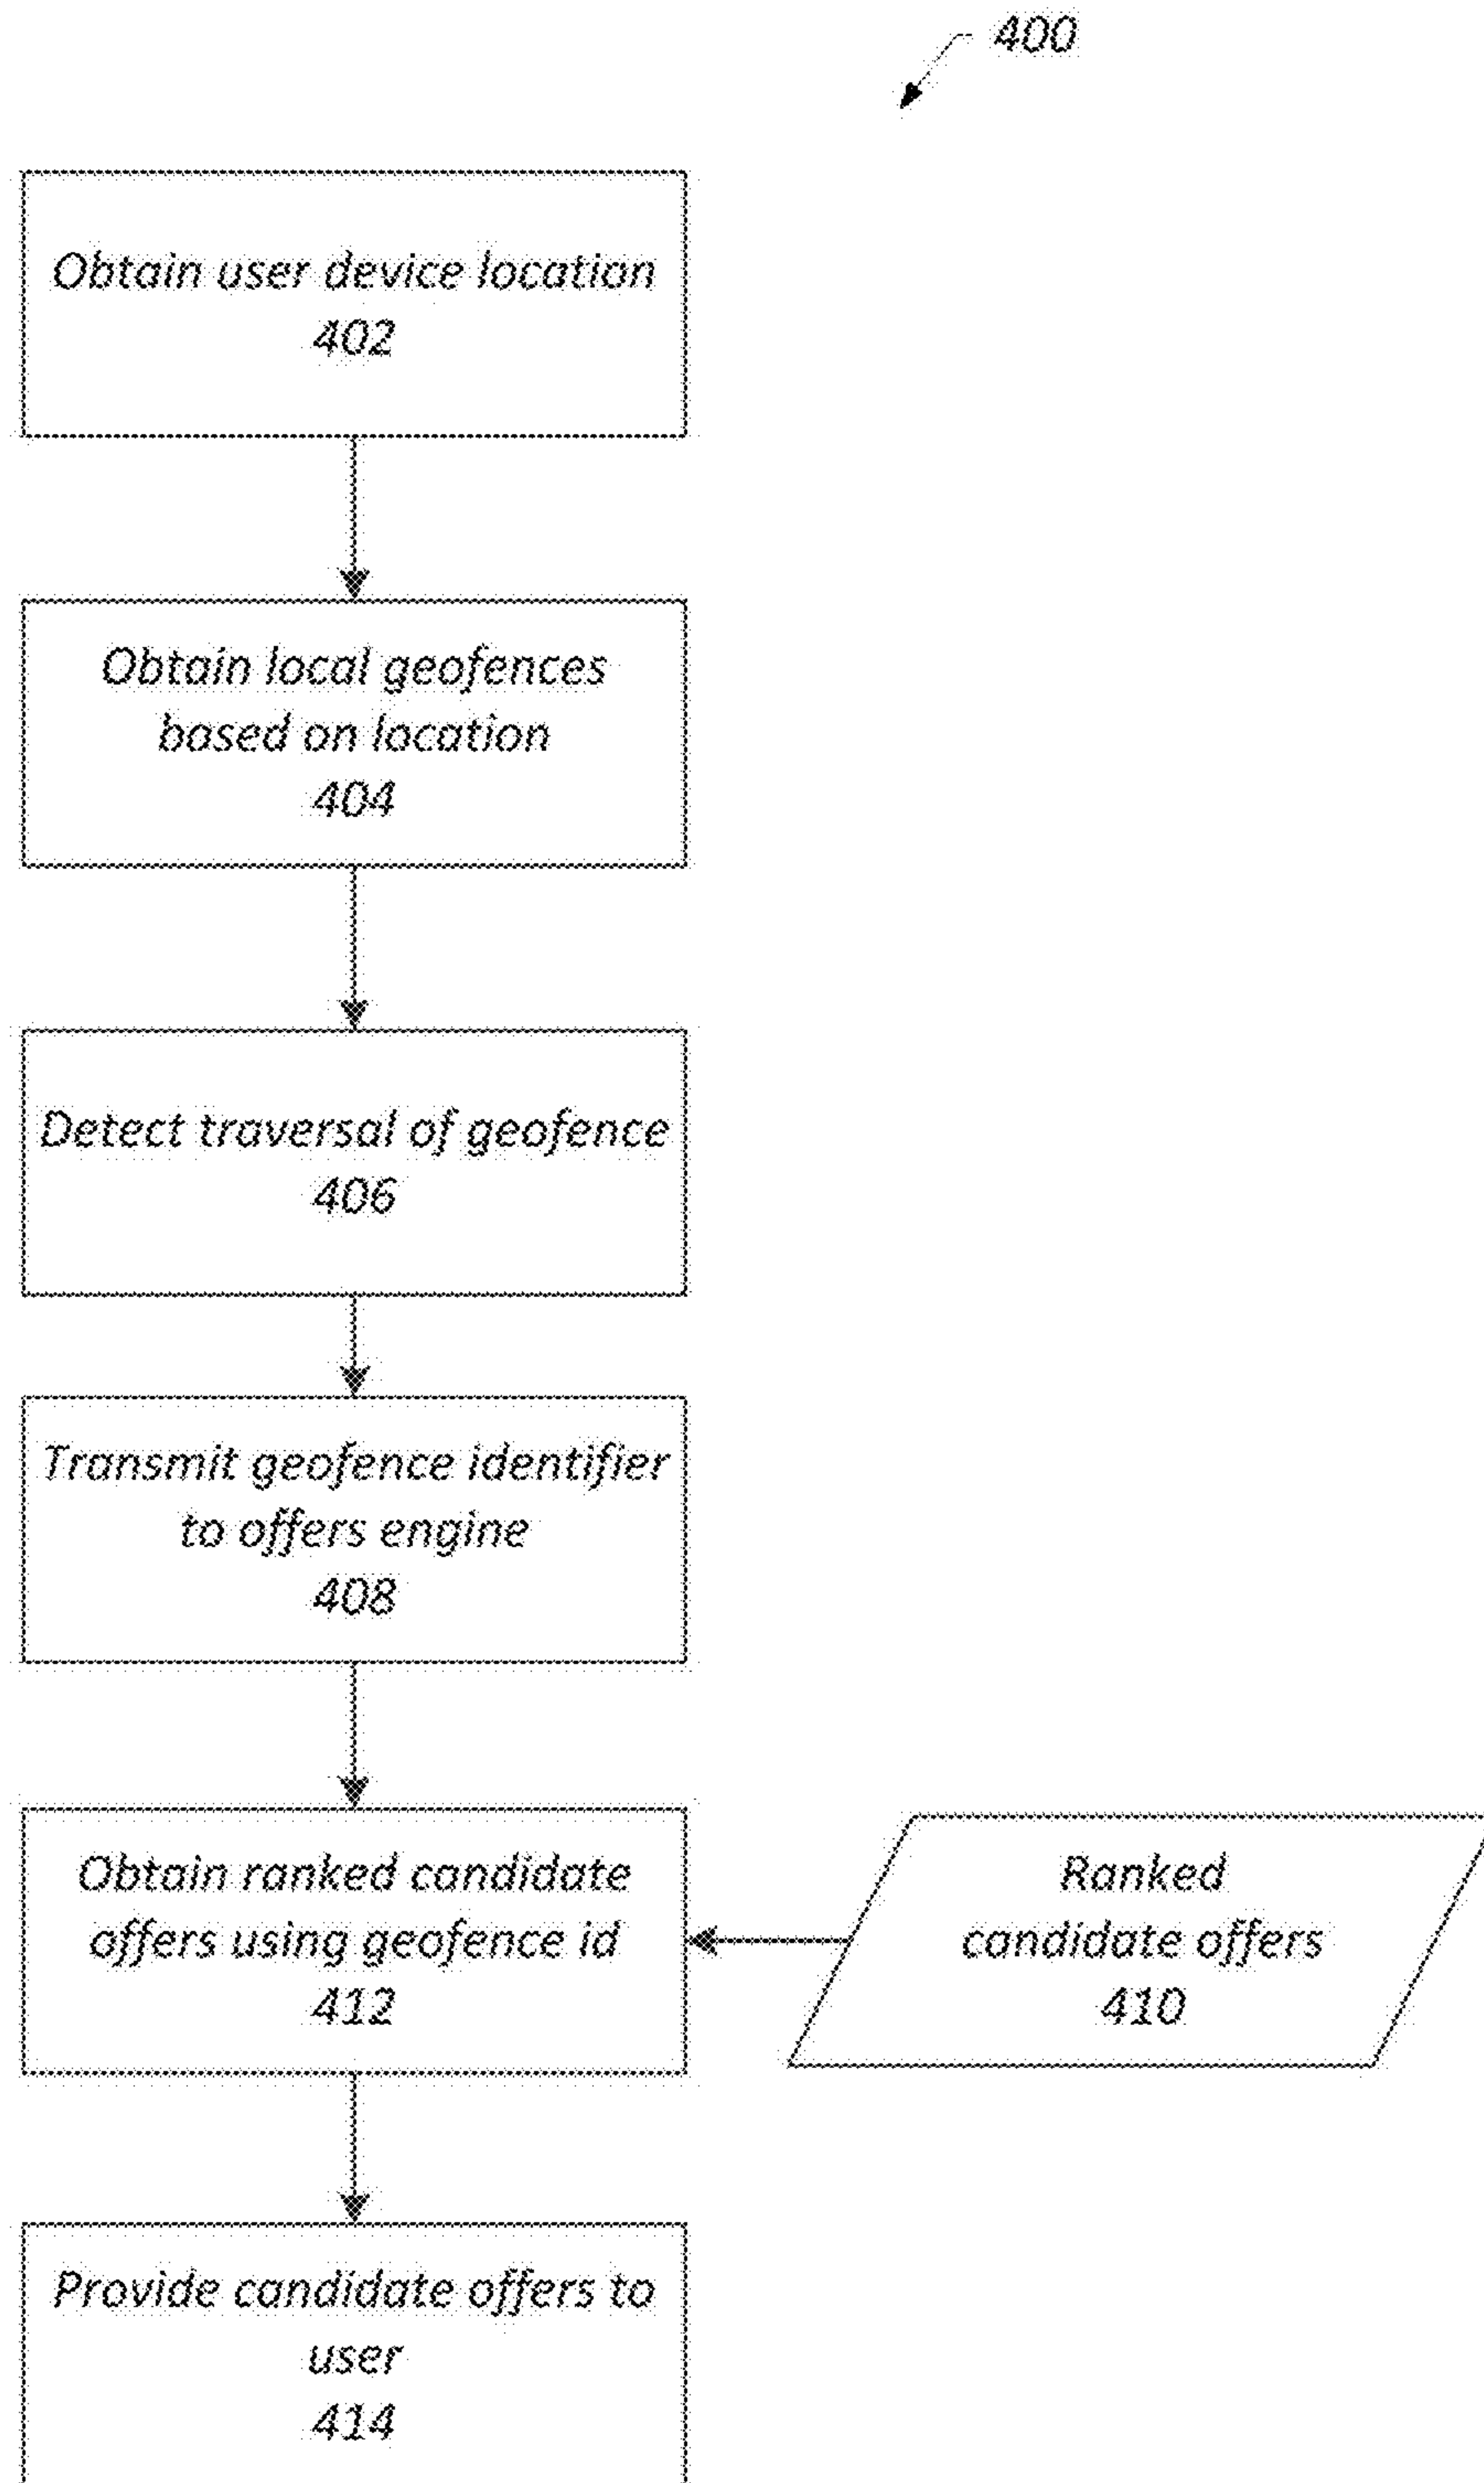 400
Obtain user device location
402
Obtain local geofences
based on location
404
Detect traversal of geofence
406
Transmit geofence identifier
to offers engine
408
Obtain ranked candidate
offers using geofence id
412
Ranked
candidate offers
410
Provide candidate offers to
user
414